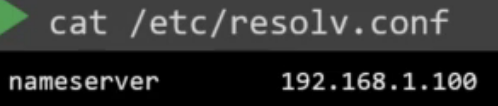 cat /etc/resolv.conf
nameserver 192.168.1.100